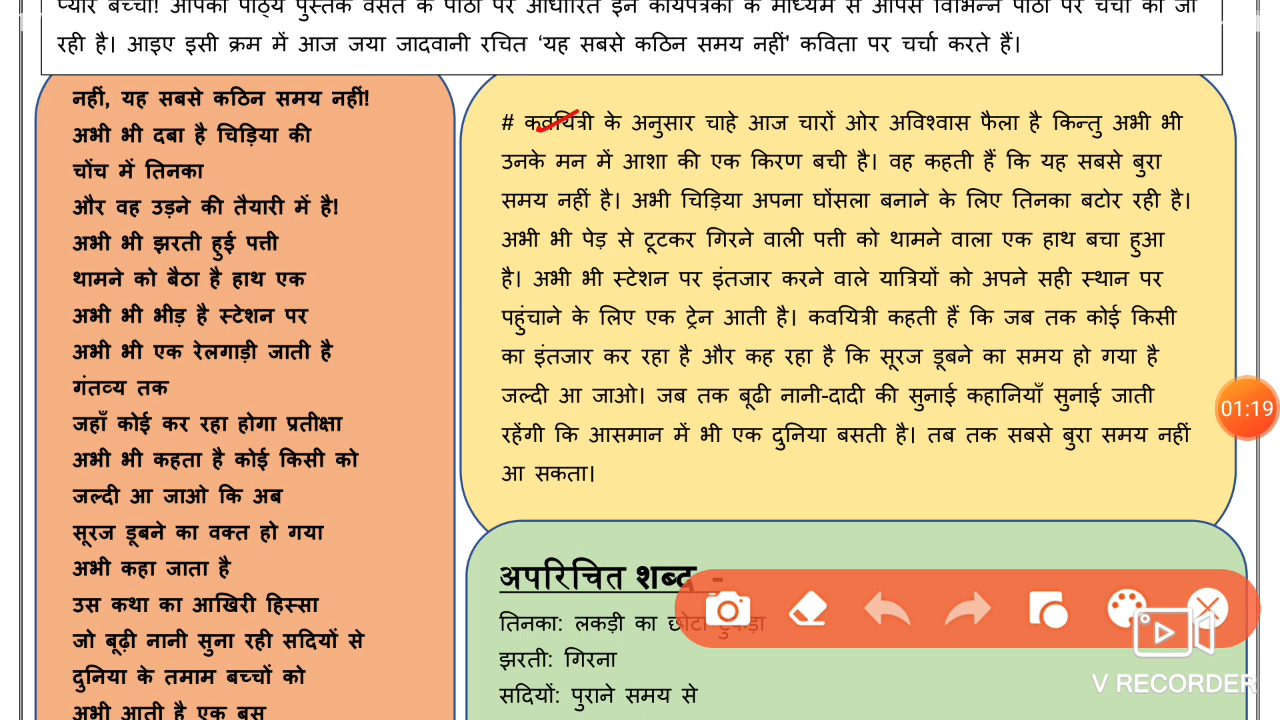 प्यारे बच्चों! आपकी पाठ्य पुस्तक वसंत के पाठों पर आधारित इन कार्यपत्रकों के माध्यम से आपसे विभिन्न पाठों पर चर्चा की जा
रही है। आइए इसी क्रम में आज जया जादवानी रचित ‘यह सबसे कठिन समय नहीं' कविता पर चर्चा करते हैं।
नहीं, यह सबसे कठिन समय नहीं!
अभी भी दबा है चिड़िया की
चोंच में तिनका
और वह उड़ने की तैयारी में है!
अभी भी झरती हुई पत्ती
थामने को बैठा है हाथ एक
अभी भी भीड़ है स्टेशन पर
अभी भी एक रेलगाड़ी जाती है
गंतव्य तक
जहाँ कोई कर रहा होगा प्रतीक्षा
अभी भी कहता है कोई किसी को
जल्दी आ जाओ कि अब
सूरज डूबने का वक्त हो गया
अभी कहा जाता है
उस कथा का आखिरी हिस्सा
जो बूढ़ी नानी सुना रही सदियों से
दुनिया के तमाम बच्चों को
अभी आती है एक बस
# कवयित्री के अनुसार चाहे आज चारों ओर अविश्वास फैला है किन्तु अभी भी
उनके मन में आशा की एक किरण बची है। वह कहती हैं कि यह सबसे बुरा
समय नहीं है। अभी चिड़िया अपना घोंसला बनाने के लिए तिनका बटोर रही है।
अभी भी पेड़ से टूटकर गिरने वाली पत्ती को थामने वाला एक हाथ बचा हुआ
है। अभी भी स्टेशन पर इंतजार करने वाले यात्रियों को अपने सही स्थान पर
पहुंचाने के लिए एक ट्रेन आती है। कवयित्री कहती हैं कि जब तक कोई किसी
का इंतजार कर रहा है और कह रहा है कि सूरज डूबने का समय हो गया है
जल्दी आ जाओ। जब तक बूढी नानी-दादी की सुनाई कहानियाँ सुनाई जाती
रहेंगी कि आसमान में भी एक दुनिया बसती है। तब तक सबसे बुरा समय नहीं
आ सकता।
अपरिचित शब्द -
तिनका: लकड़ी का छोटा टुकड़ा
झरती: गिरना
सदियों: पुराने समय से
01:19
V RECORDER